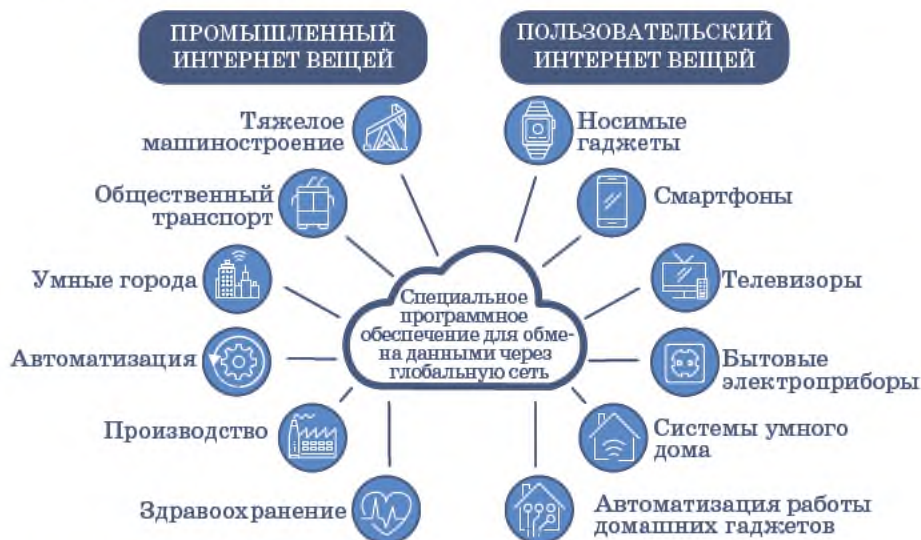 ПРОМЫШЛЕННЫЙ
ИНТЕРНЕТ ВЕЩЕЙ
ПОЛЬЗОВАТЕЛЬСКИЙ
ИНТЕРНЕТ ВЕЩЕЙ
Тяжелое
машиностроение
Общественный
транспорт
Умные города
Автоматизация
Производство
Здравоохранение
Специальное
программное
обеспечение для обме-
на данными через
глобальную сеть
Носимые
гаджеты
Смартфоны
Телевизоры
Бытовые
электроприборы
Системы умного
дома
Автоматизация работы
домашних гаджетов